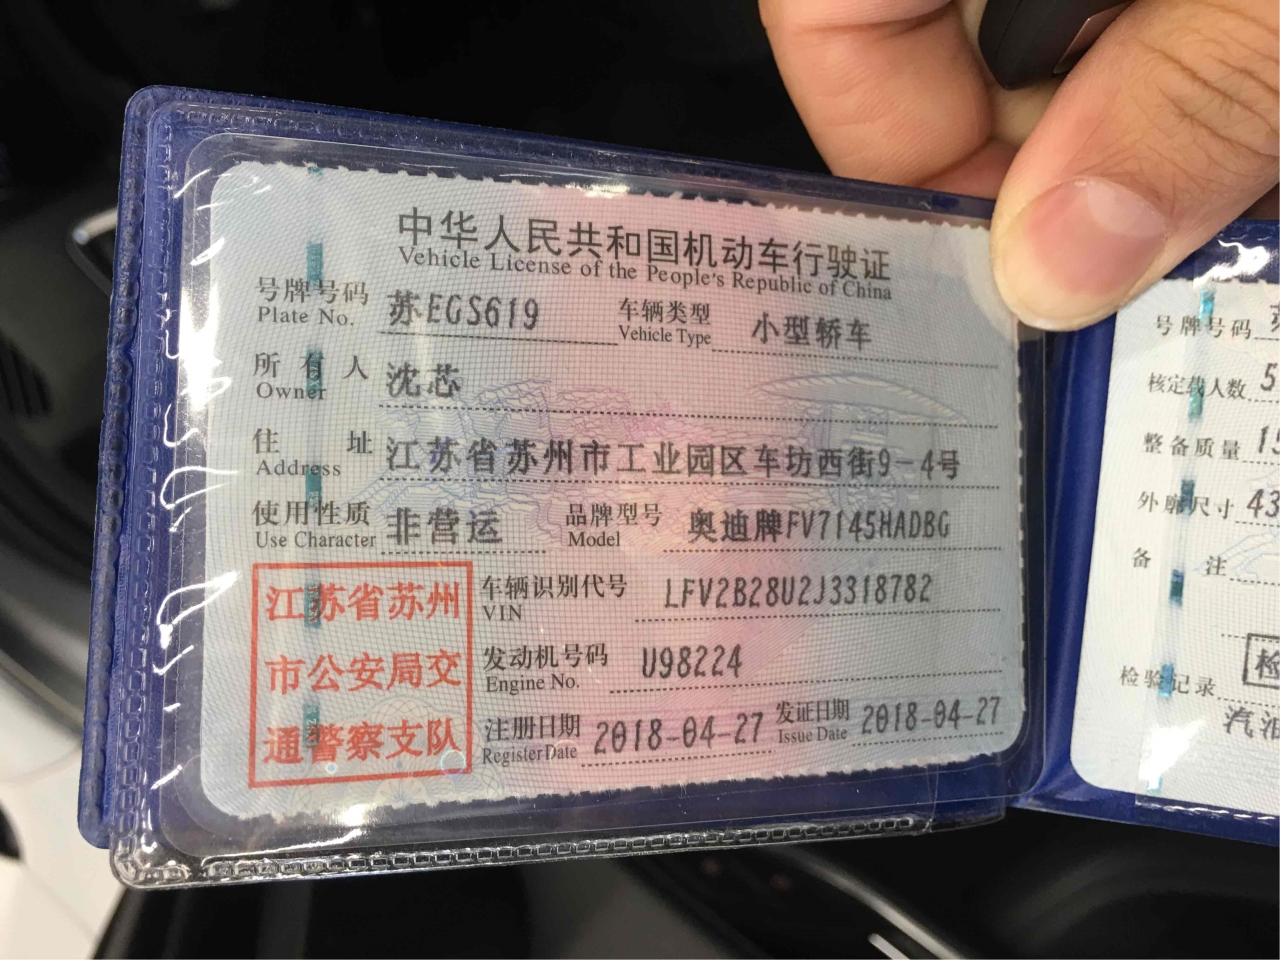 中华人民共和国机动车行驶证
Vehicle License of the People's Republic of China
号牌号码 苏EGS619 车辆类型 小型轿车
Plate No. Vehicle Type
所有人 沈芯
Owner
住址 江苏省苏州市工业园区车坊西街9-4号
Address
使用性质 非营运 品牌型号 奥迪牌FV7145HADBG
Use Character Model
江苏省苏州
市公安局交
通警察支队
车辆识别代号 LFV2B28U2J3318782
VIN
发动机号码 U98224
Engine No.
注册日期 2018-04-27 发证日期 2018-04-27
Register Date Issue Date
号牌号码
核定载人数 5
整备质量
外廓尺寸 43
备注
检验记录
汽油